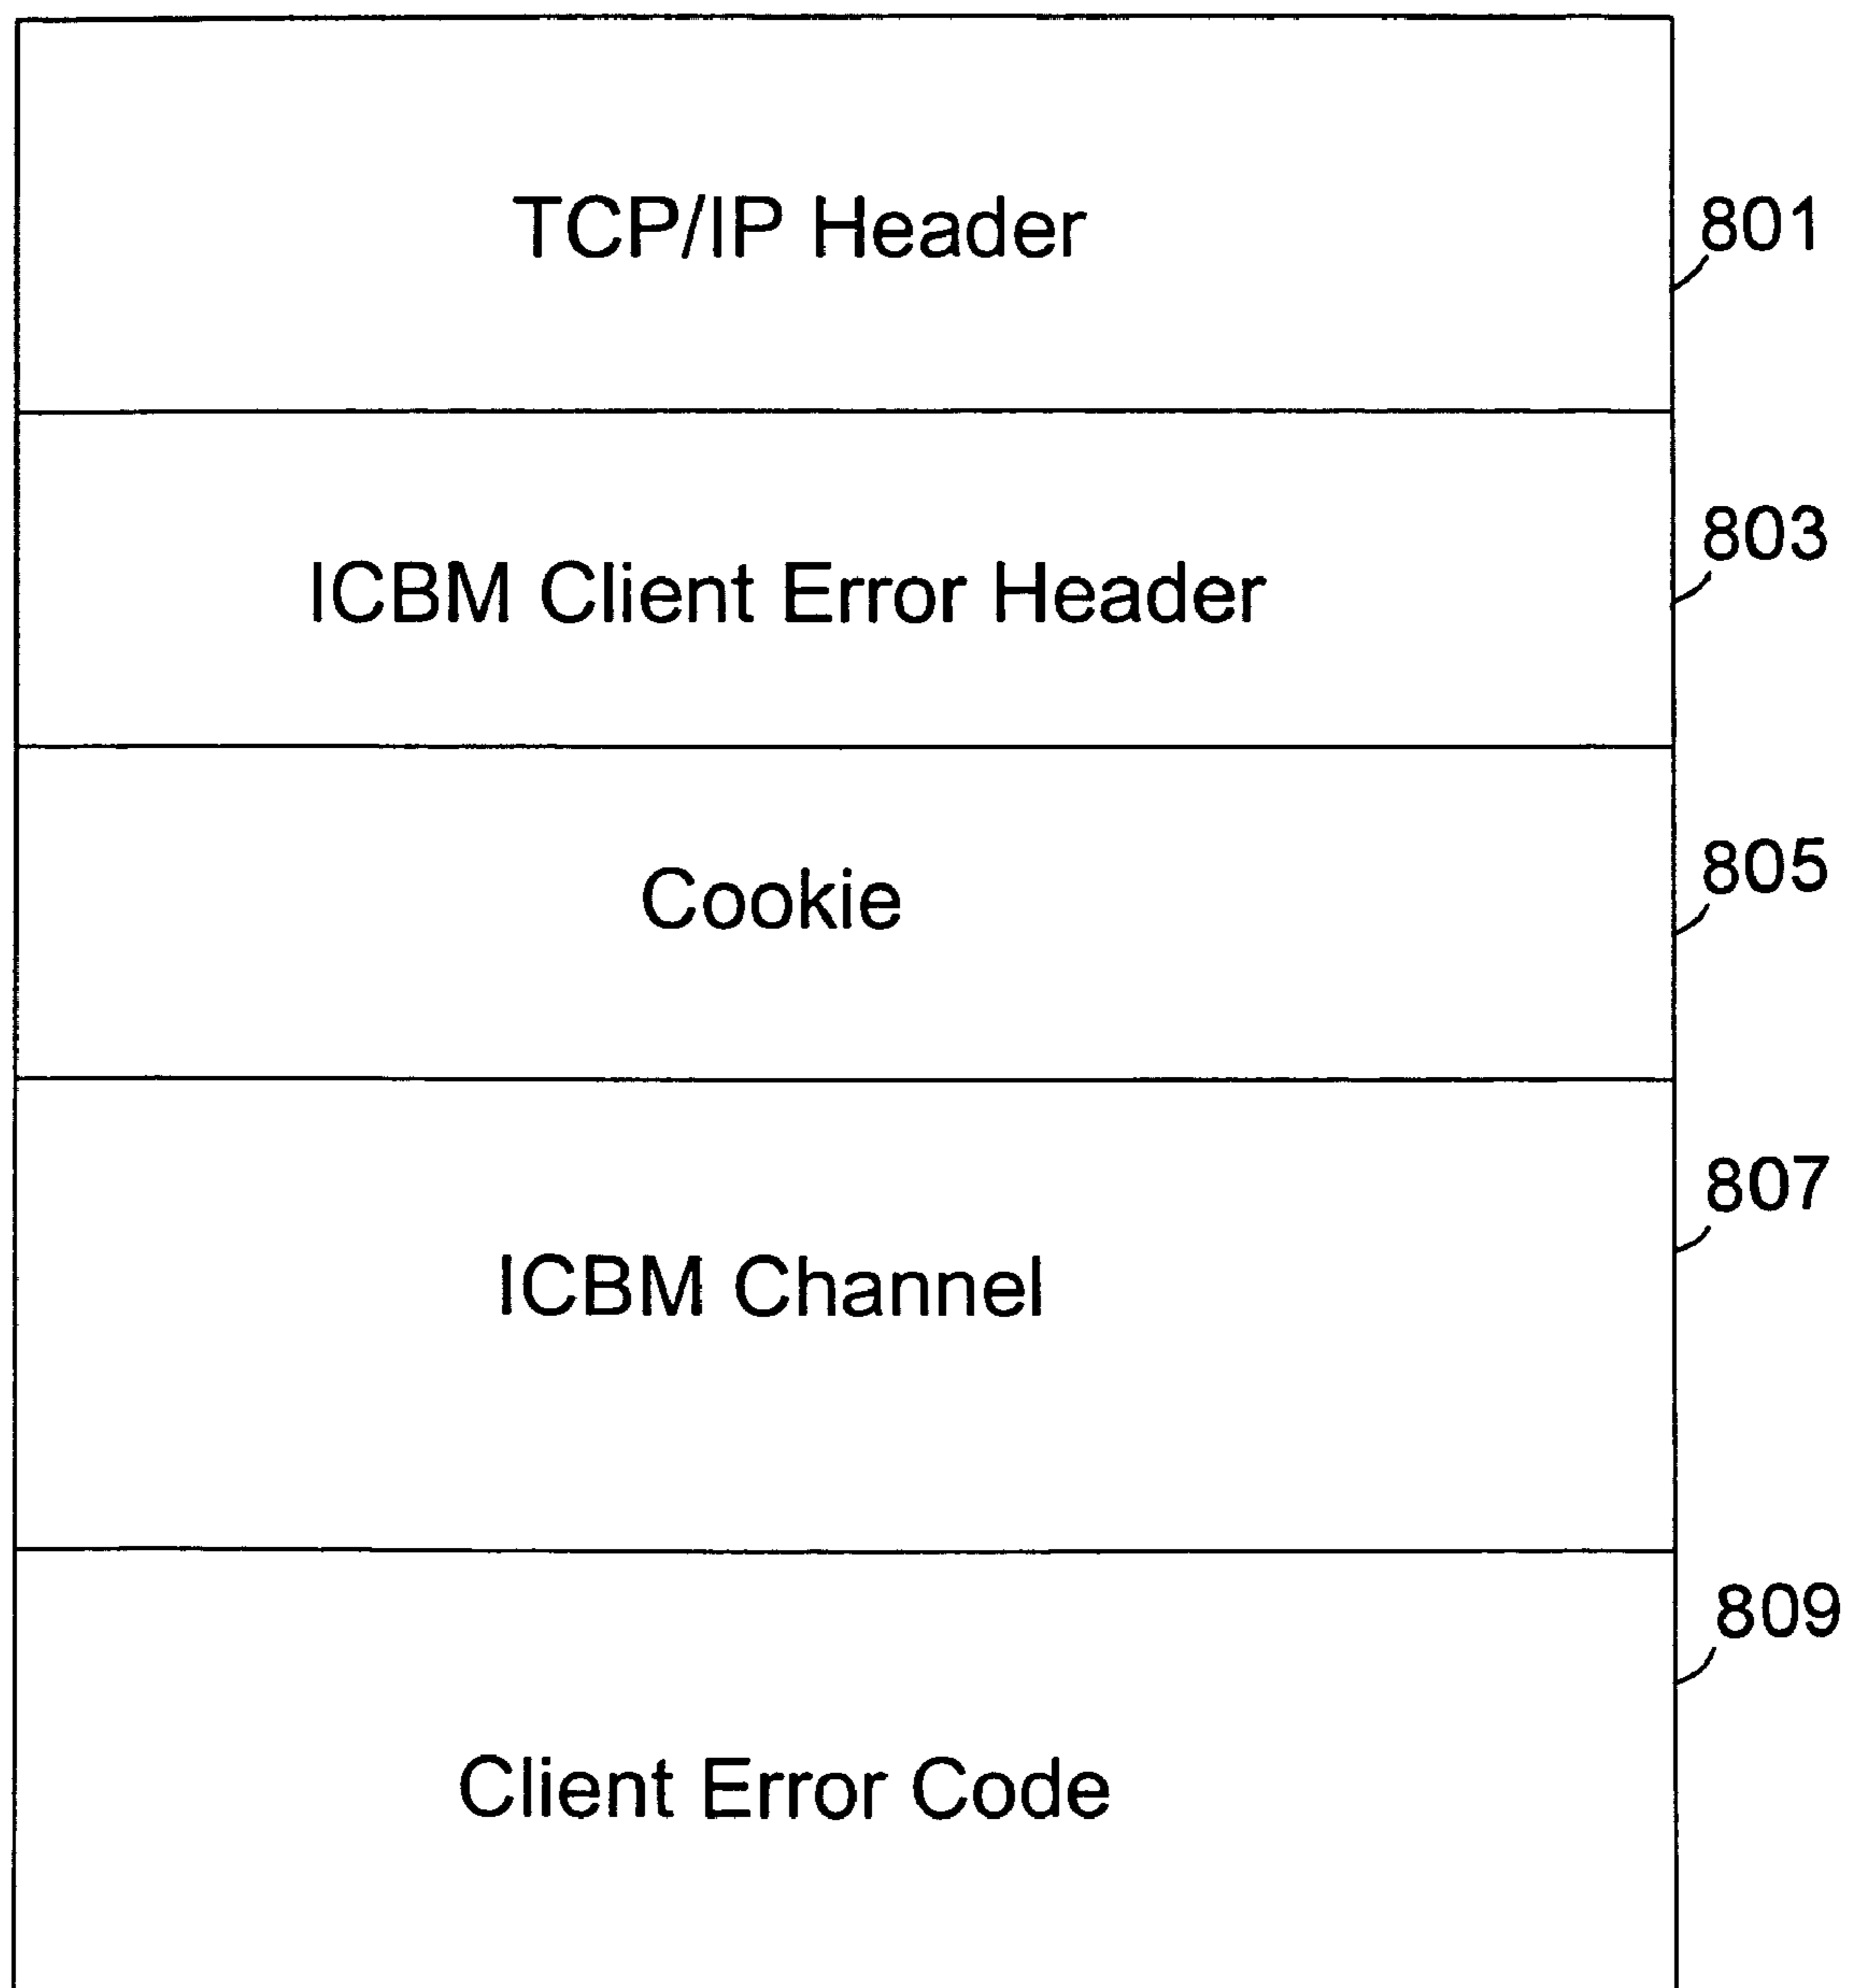 TCP/IP Header
801
ICBM Client Error Header
803
Cookie
805
ICBM Channel
807
Client Error Code
809